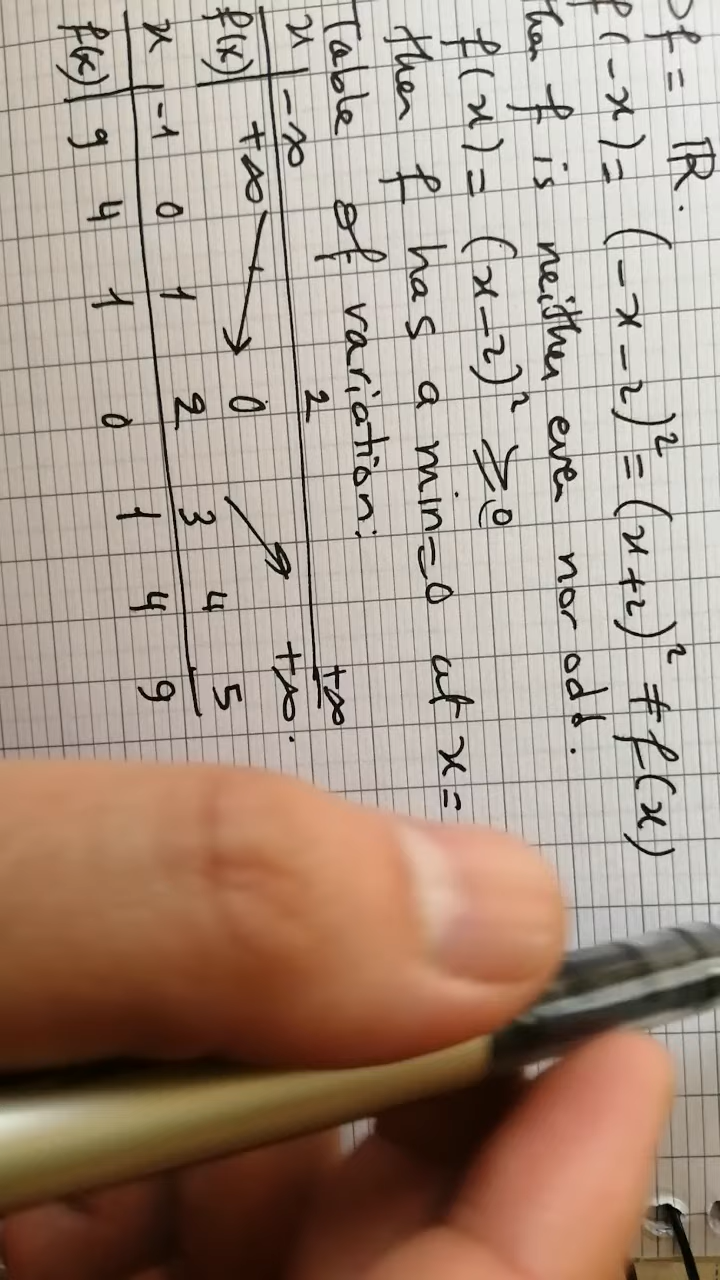 Df = ℝ.
f(-x) = (-x-2)² = (x+2)² ≠ f(x)
then f is neither even nor odd.
f(x) = (x-2)² ≥ 0
then f has a min = 0 at x =
Table of variation:
x | -∞ 2 +∞
f(x) | +∞ ↘ 0 ↗ +∞.
x | -1 0 1 2 3 4 5
f(x) | 9 4 1 0 1 4 9